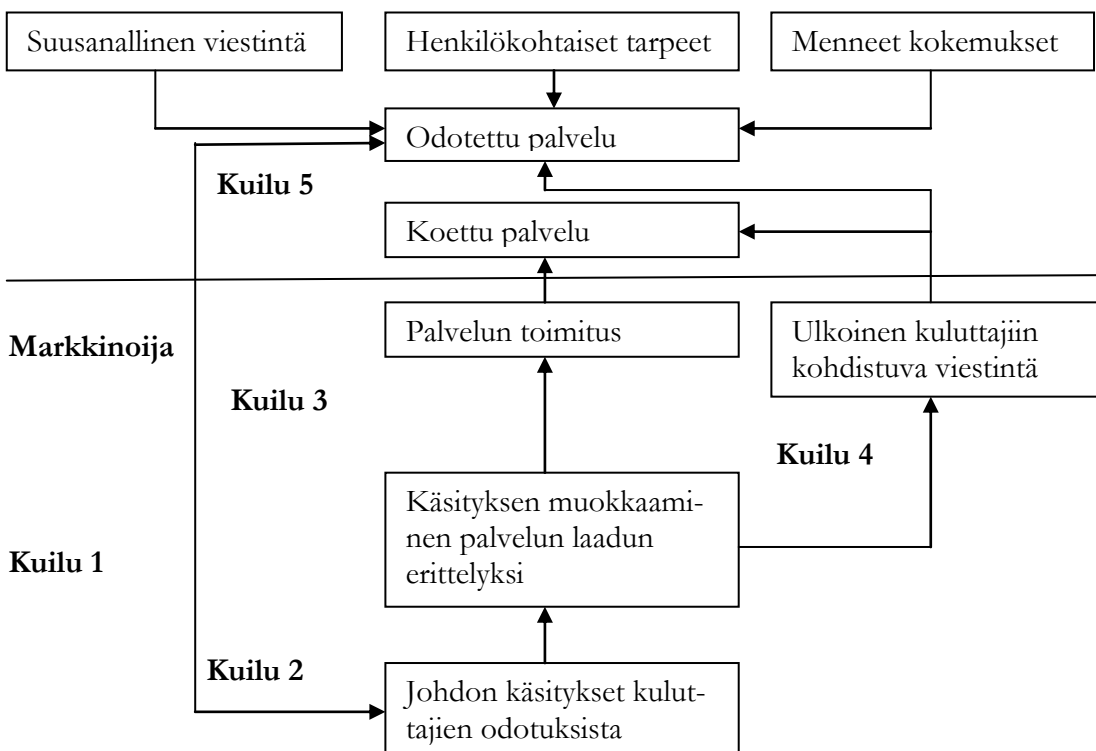 Suusanallinen viestintä
Henkilökohtaiset tarpeet
Menneet kokemukset
Odotettu palvelu
Kuilu 5
Koettu palvelu
Markkinoija
Palvelun toimitus
Ulkoinen kuluttajiin
kohdistuva viestintä
Kuilu 3
Kuilu 4
Käsityksen muokkaami-
nen palvelun laadun
erittelyksi
Kuilu 1
Kuilu 2
Johdon käsitykset kulut-
tajien odotuksista